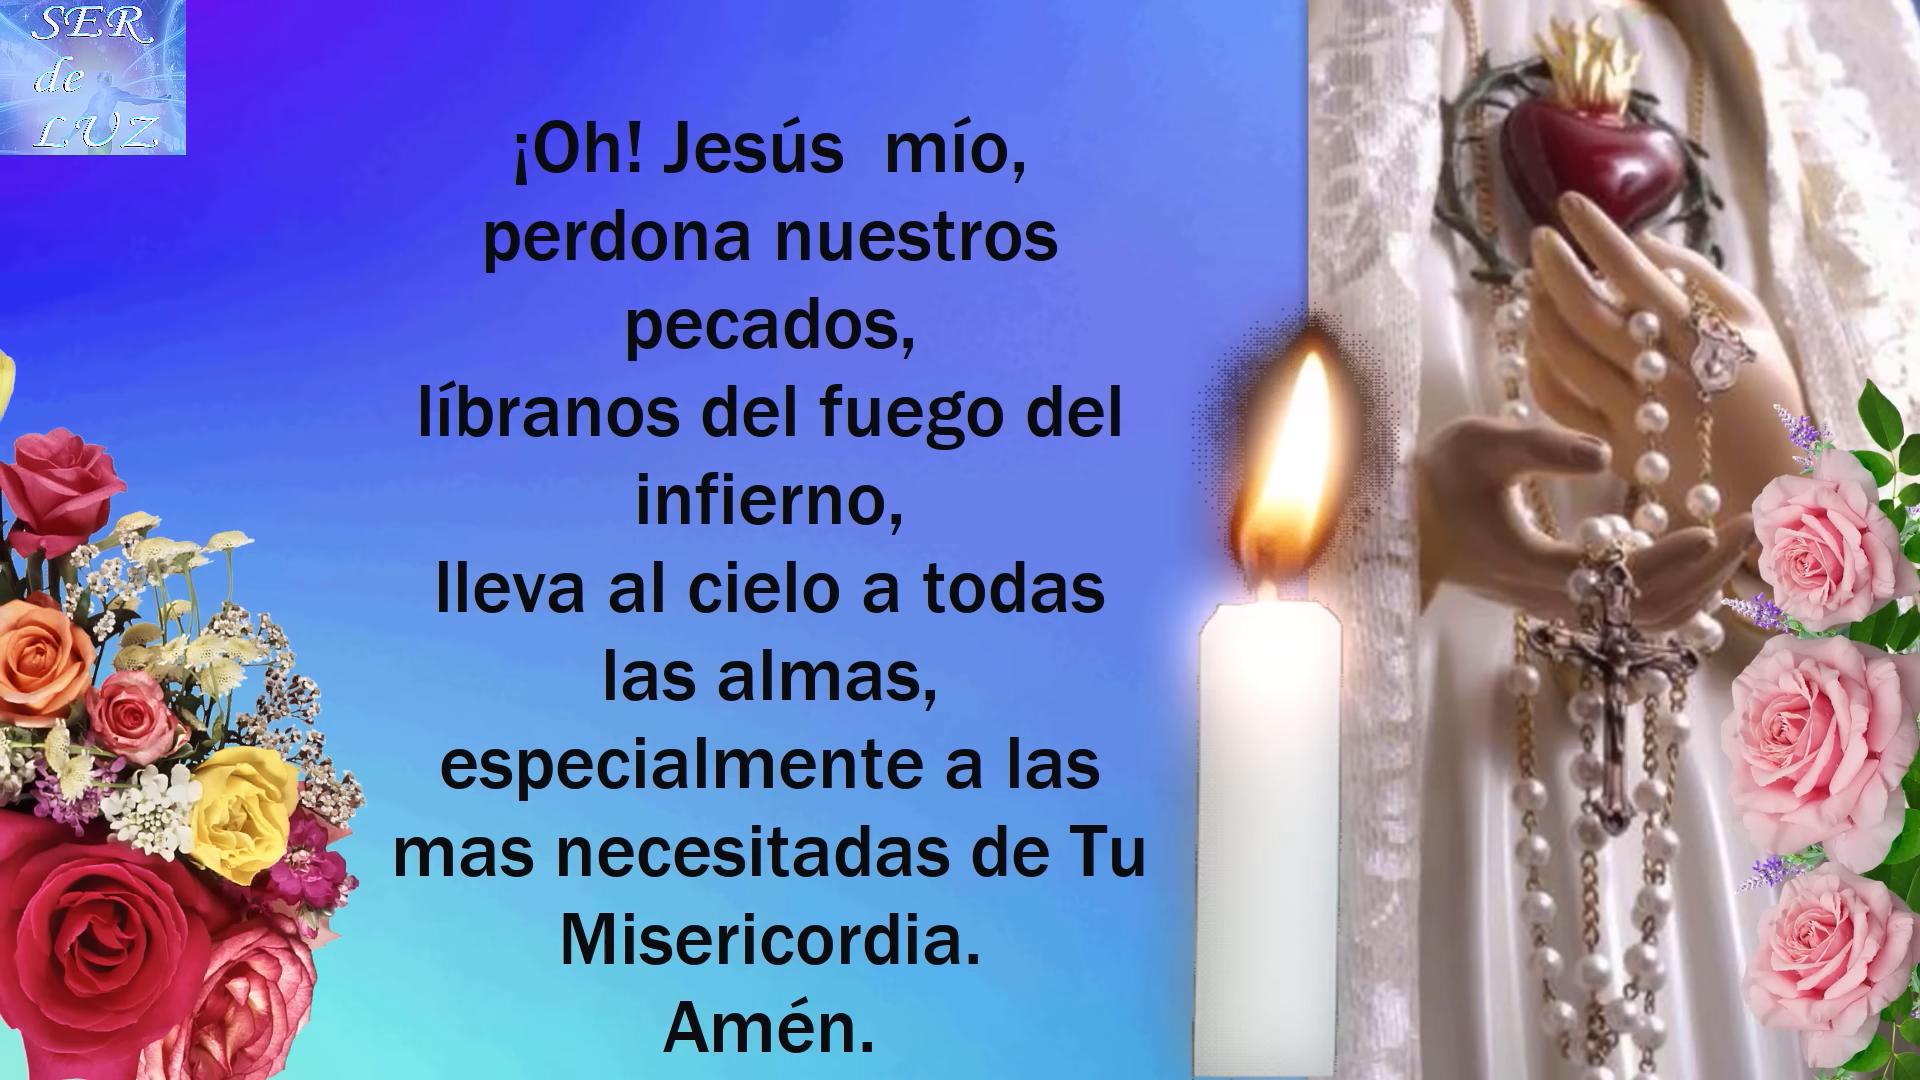 SER
de
LUZ
¡Oh! Jesús  mío,
perdona nuestros
pecados,
líbranos del fuego del
infierno,
lleva al cielo a todas
las almas,
especialmente a las
mas necesitadas de Tu
Misericordia.
Amén.